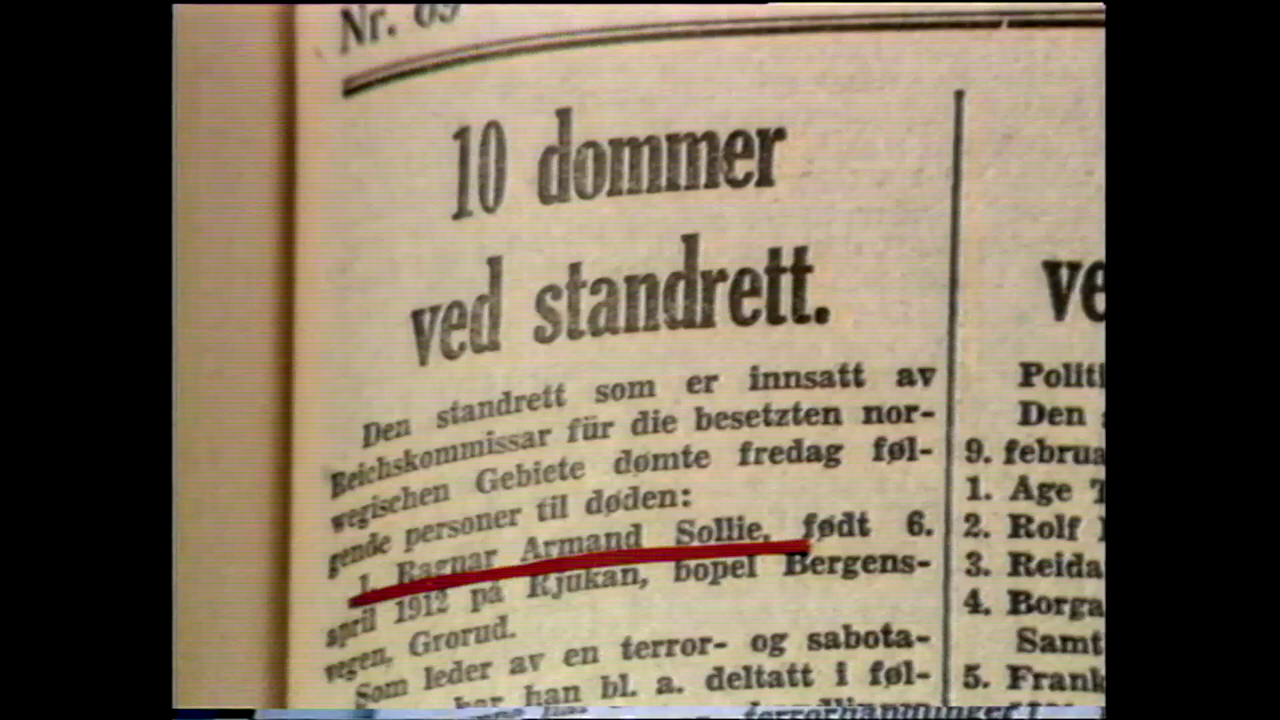 Nr. 69
10 dommer
ved standrett.
Den standrett som er innsatt av
Reichskommissar für die besetzten nor-
wegischen Gebiete dømte fredag føl-
gende personer til døden:
1. Ragnar Armand Sollie, født 6.
april 1912 på Rjukan, bopel Bergens-
vegen, Grorud.
Som leder av en terror- og sabota-
har han bl. a. deltatt i føl-
ve
Politi
Den
9. februa
1. Age T
2. Rolf
3. Reida
4. Borga
Samt
5. Frank